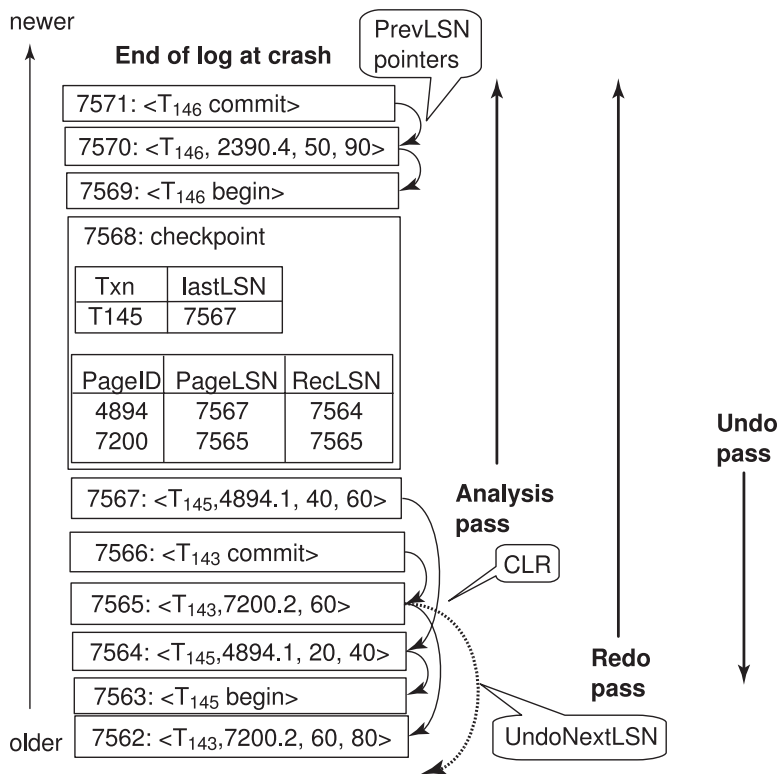 newer
End of log at crash
PrevLSN
pointers
7571: <T146 commit>
7570: <T146, 2390.4, 50, 90>
7569: <T146 begin>
7568: checkpoint
Txn lastLSN
T145 7567
PageID PageLSN RecLSN
4894 7567 7564
7200 7565 7565
7567: <T145,4894.1, 40, 60>
7566: <T143 commit>
7565: <T143,7200.2, 60>
7564: <T145,4894.1, 20, 40>
7563: <T145 begin>
7562: <T143,7200.2, 60, 80>
older
Analysis
pass
CLR
Redo
pass
Undo
pass
UndoNextLSN